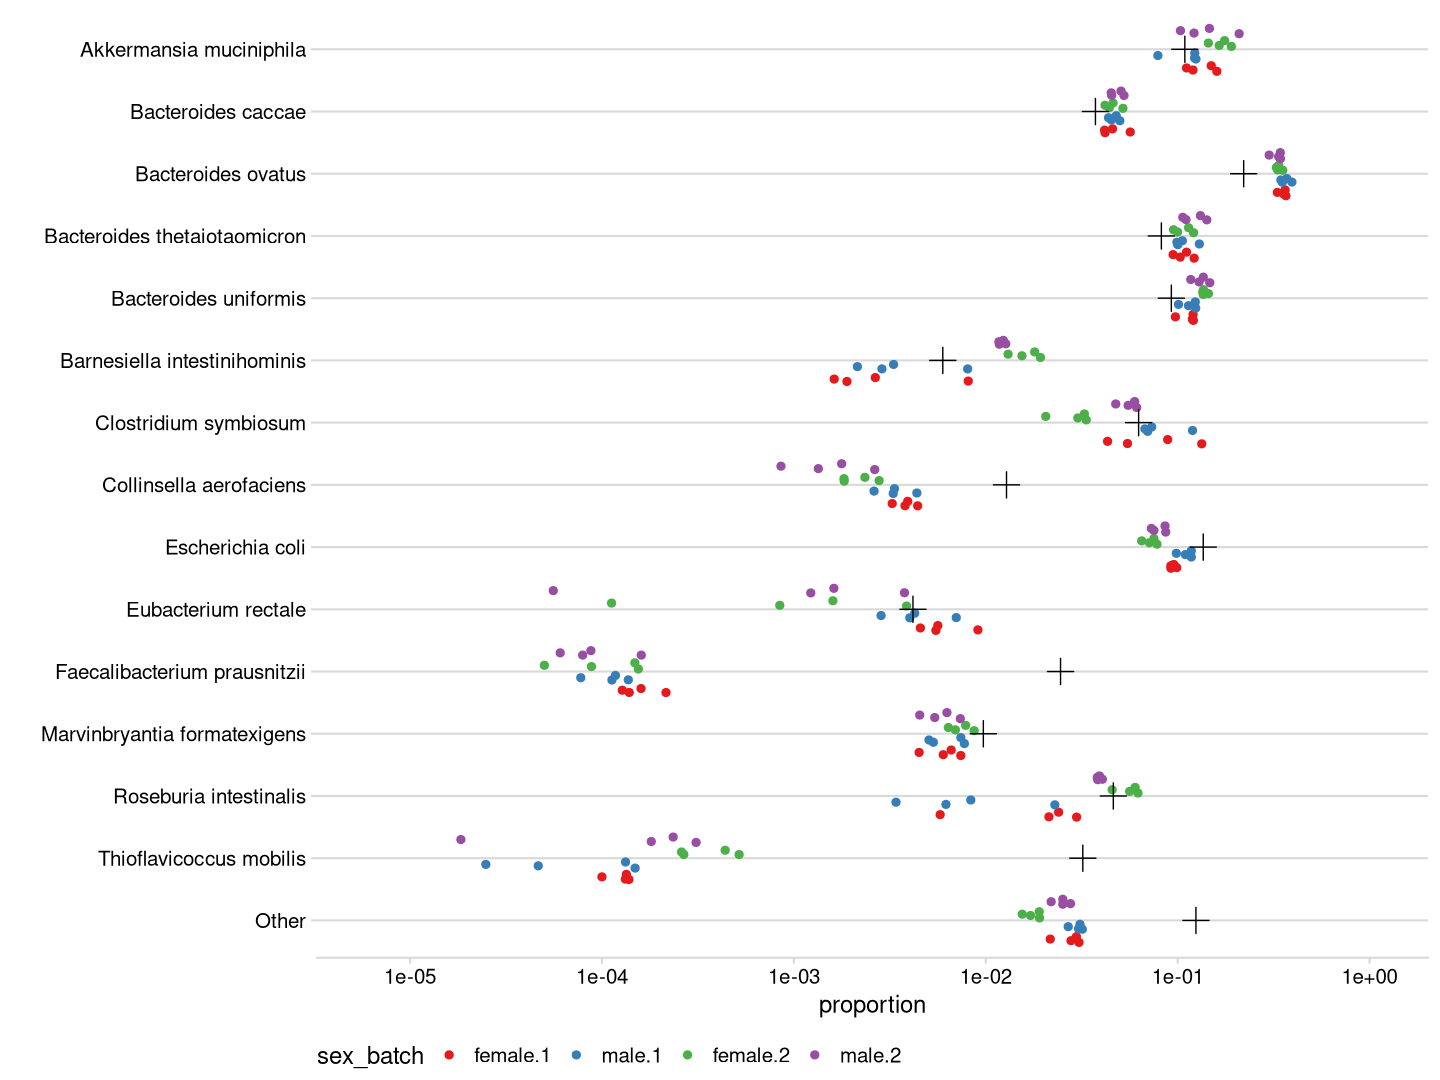 Akkermansia muciniphila
Bacteroides caccae
Bacteroides ovatus
Bacteroides thetaiotaomicron
Bacteroides uniformis
Barnesiella intestinihominis
Clostridium symbiosum
Collinsella aerofaciens
Escherichia coli
Eubacterium rectale
Faecalibacterium prausnitzii
Marvinbryantia formatexigens
Roseburia intestinalis
Thioflavicoccus mobilis
Other
1e-05 1e-04 1e-03 1e-02 1e-01 1e+00
proportion
sex_batch female.1 male.1 female.2 male.2